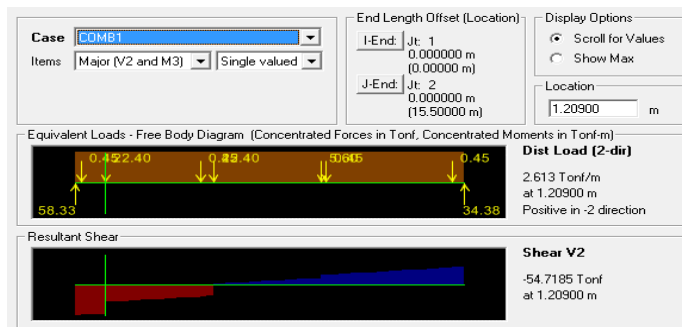 End Length Offset (Location)
Display Options
Case COMB1
I-End: Jt: 1
Scroll for Values
0.000000 m
Items Major (V2 and M3) Single valued
(0.00000 m)
Show Max
J-End: Jt: 2
Location
0.000000 m
(15.50000 m)
1.20900 m
Equivalent Loads - Free Body Diagram (Concentrated Forces in Tonf, Concentrated Moments in Tonf-m)
Dist Load (2-dir)
0.45 22.40 0.45
2.613 Tonf/m
at 1.20900 m
58.33 34.38
Positive in -2 direction
Resultant Shear
Shear V2
-54.7185 Tonf
at 1.20900 m